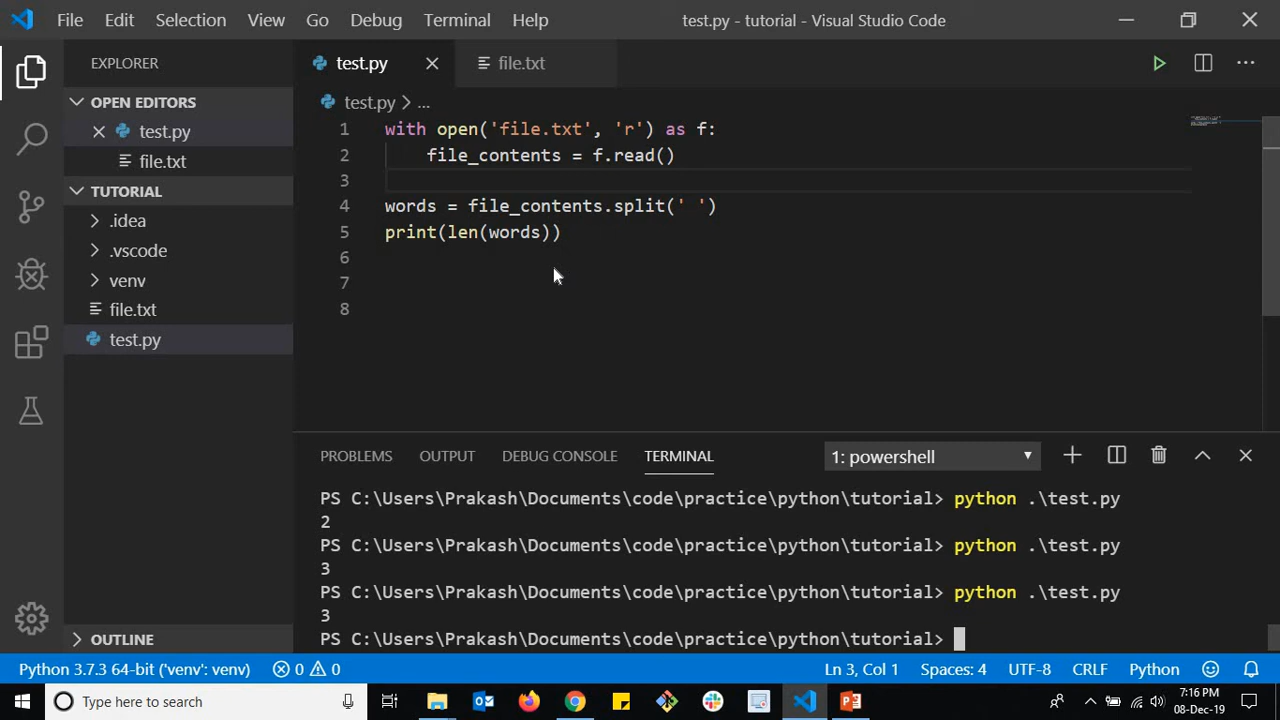 File Edit Selection View Go Debug Terminal Help test.py - tutorial - Visual Studio Code
EXPLORER
OPEN EDITORS
test.py
file.txt
TUTORIAL
.idea
.vscode
venv
file.txt
test.py
OUTLINE
test.py file.txt
test.py > ...
1 with open('file.txt', 'r') as f:
2 file_contents = f.read()
3
4 words = file_contents.split(' ')
5 print(len(words))
6
7
8
PROBLEMS OUTPUT DEBUG CONSOLE TERMINAL 1: powershell
PS C:\Users\Prakash\Documents\code\practice\python\tutorial> python .\test.py
2
PS C:\Users\Prakash\Documents\code\practice\python\tutorial> python .\test.py
3
PS C:\Users\Prakash\Documents\code\practice\python\tutorial> python .\test.py
3
PS C:\Users\Prakash\Documents\code\practice\python\tutorial>
Python 3.7.3 64-bit ('venv': venv) 0 0 Ln 3, Col 1 Spaces: 4 UTF-8 CRLF Python
Type here to search
7:16 PM
08-Dec-19